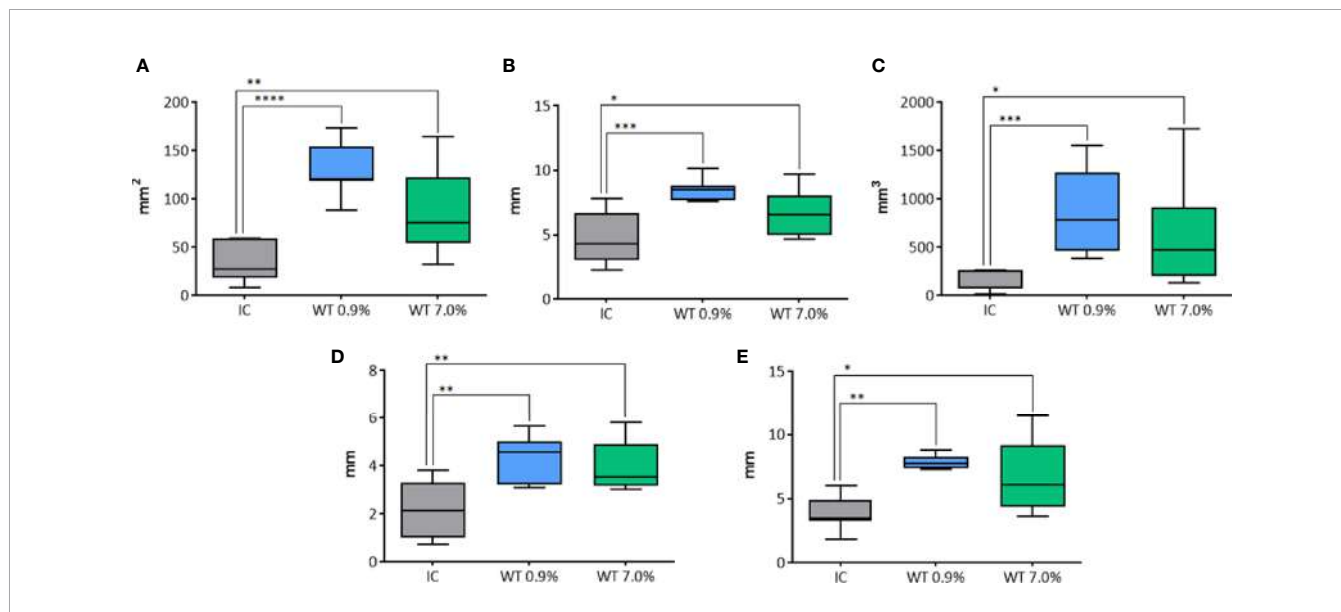 A
**
****
200
150
100
50
0
mm²
IC
WT 0.9%
WT 7.0%
B
*
***
15
10
5
0
mm
IC
WT 0.9%
WT 7.0%
C
*
***
2000
1500
1000
500
0
mm³
IC
WT 0.9%
WT 7.0%
D
**
**
8
6
4
2
0
mm
IC
WT 0.9%
WT 7.0%
E
*
**
15
10
5
0
mm
IC
WT 0.9%
WT 7.0%